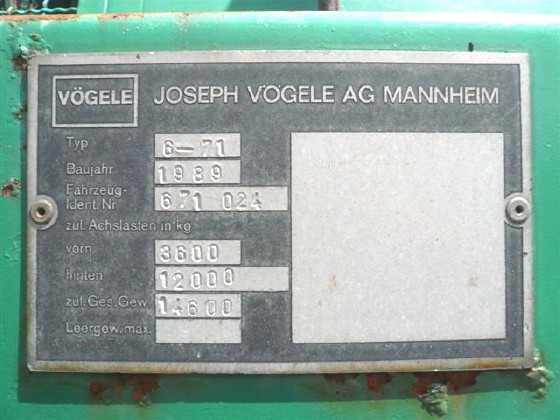 VÖGELE JOSEPH VÖGELE AG MANNHEIM
Typ 6-71
Baujahr 1989
Fahrzeug-
Ident. Nr 671 024
zul. Achslasten in kg
vorn 3600
hinten 12000
zul. Ges. Gew. 14600
Leergew. max.